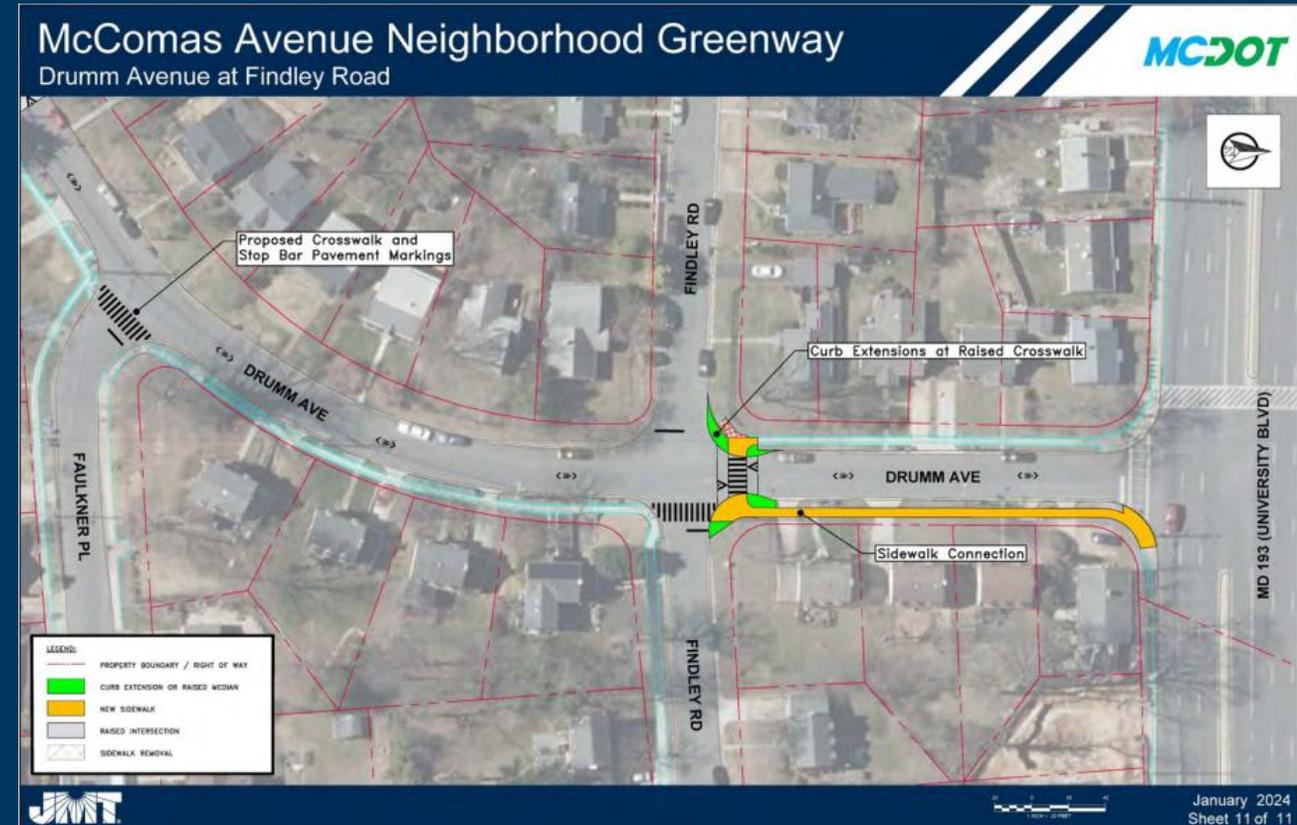 McComas Avenue Neighborhood Greenway
Drumm Avenue at Findley Road
MCDOT
Proposed Crosswalk and
Stop Bar Pavement Markings
FINDLEY RD
Curb Extensions at Raised Crosswalk
DRUMM AVE
DRUMM AVE
FAULKNER PL
Sidewalk Connection
MD 193 (UNIVERSITY BLVD)
FINDLEY RD
LEGEND:
PROPERTY BOUNDARY / RIGHT OF WAY
CURB EXTENSION OR RAISED MEDIAN
NEW SIDEWALK
RAISED INTERSECTION
SIDEWALK REMOVAL
JMT
January 2024
Sheet 11 of 11